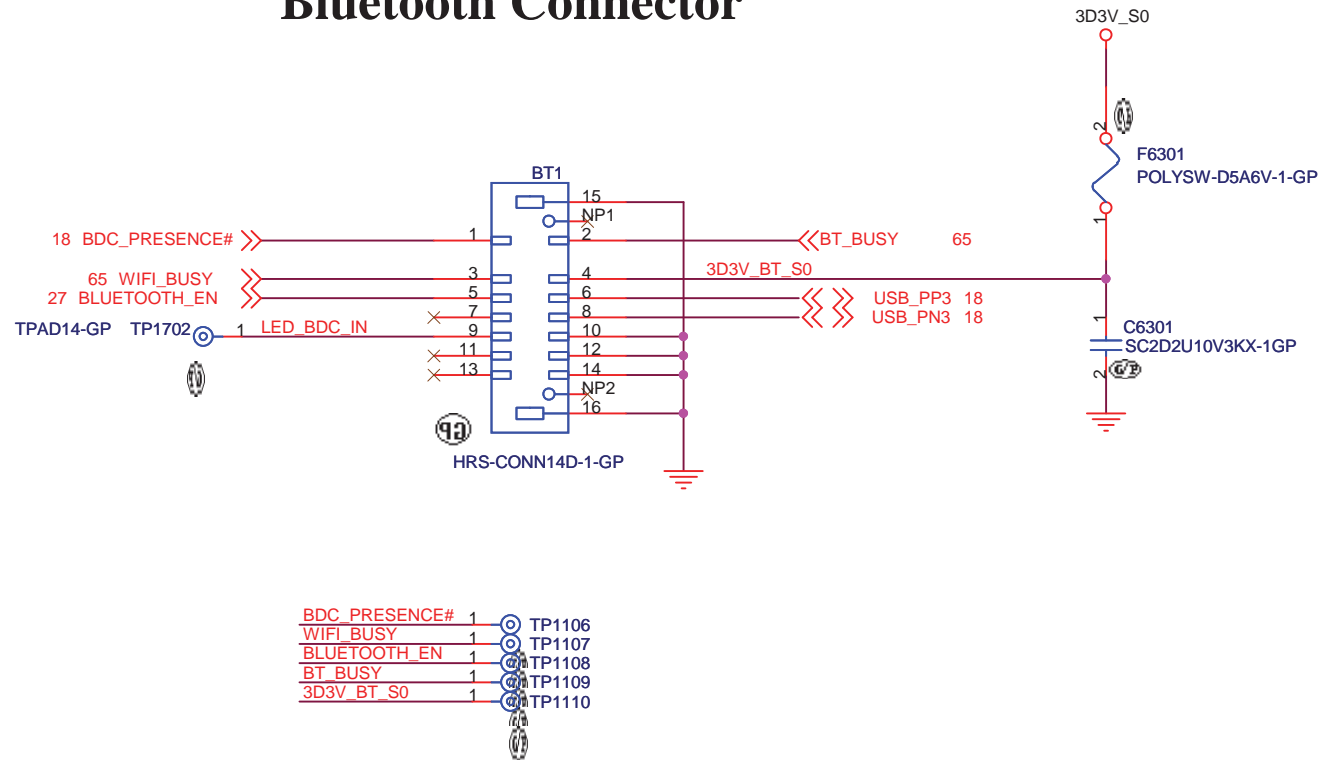 Bluetooth Connector
3D3V_S0
2
F6301
POLYSW-D5A6V-1-GP
1
BT1
15
NP1
18 BDC_PRESENCE# 1 2 BT_BUSY 65
65 WIFI_BUSY 3 4 3D3V_BT_S0
27 BLUETOOTH_EN 5 6 USB_PP3 18
7 8 USB_PN3 18
TPAD14-GP TP1702 1 LED_BDC_IN 9 10
11 12
13 14
NP2
16
1
C6301
SC2D2U10V3KX-1GP
2
GP
HRS-CONN14D-1-GP
BDC_PRESENCE# 1 TP1106
WIFI_BUSY 1 TP1107
BLUETOOTH_EN 1 TP1108
BT_BUSY 1 TP1109
3D3V_BT_S0 1 TP1110